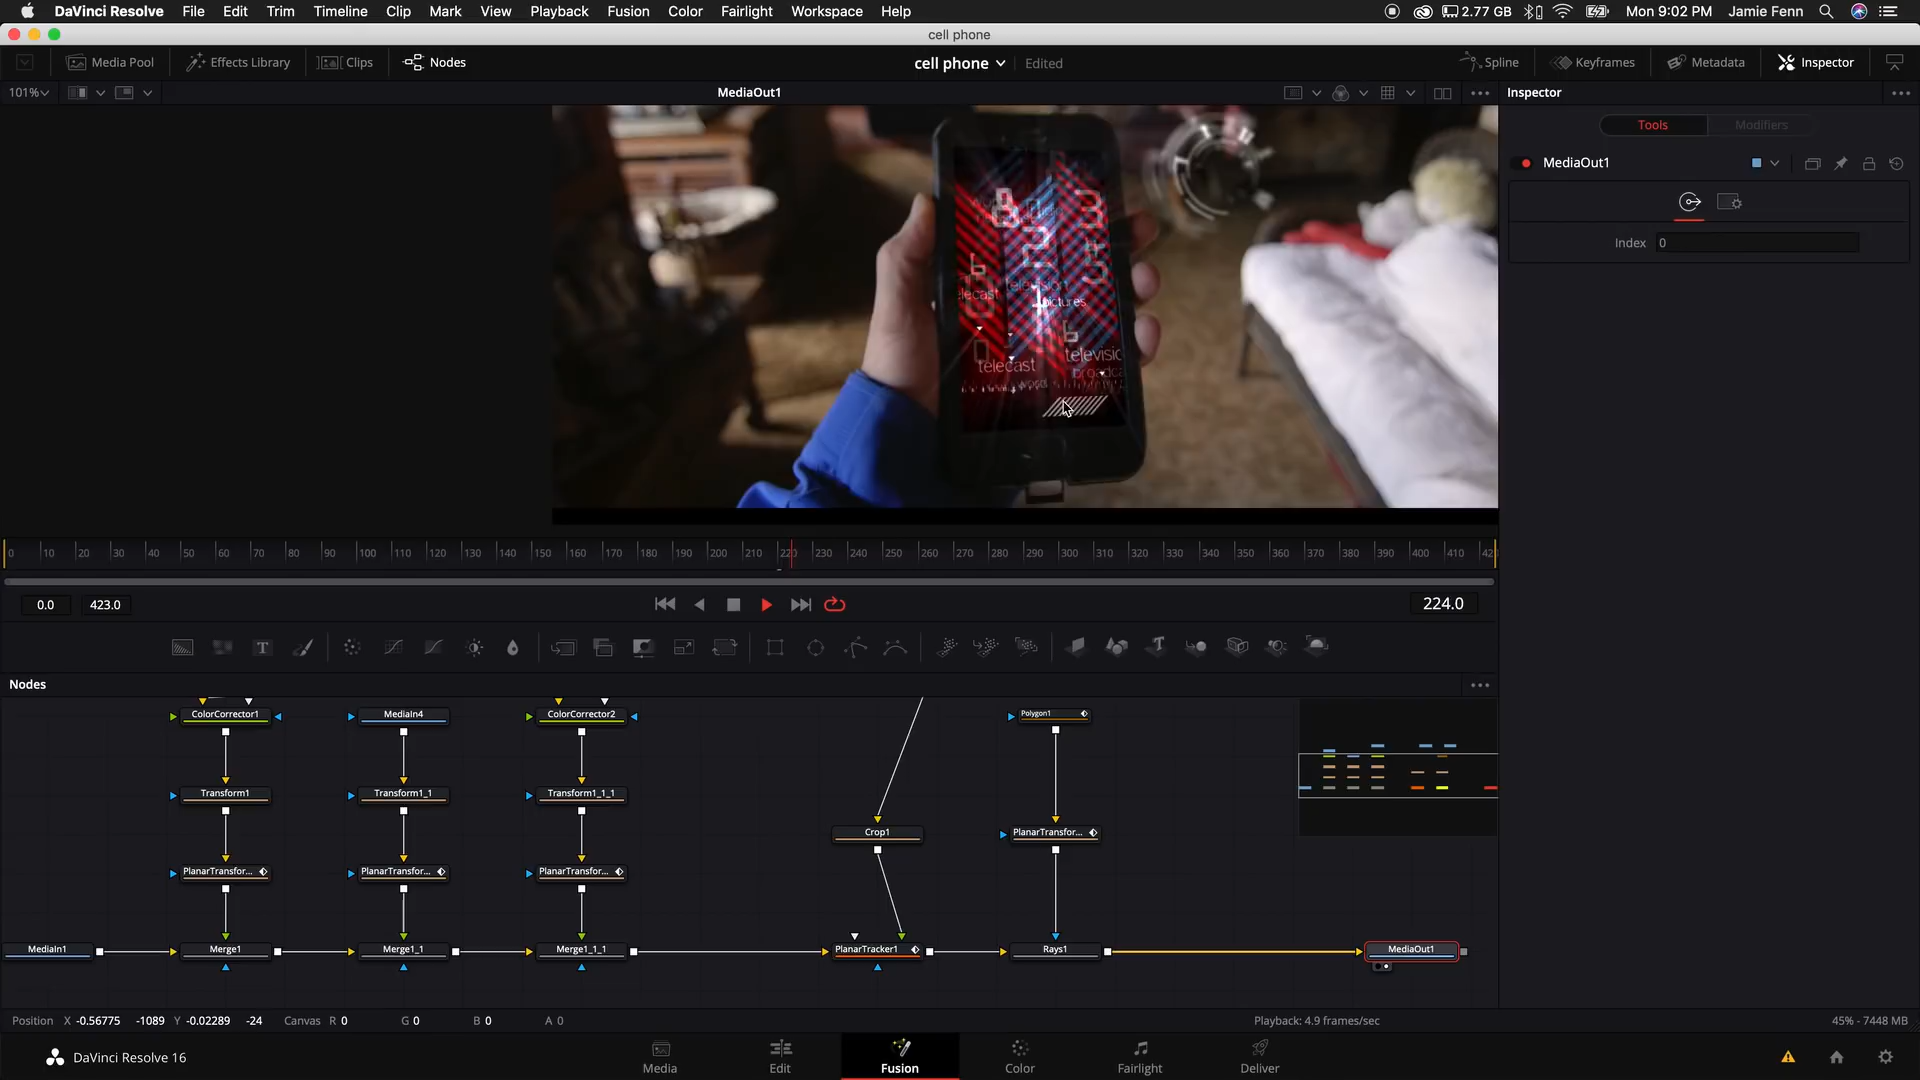 DaVinci Resolve File Edit Trim Timeline Clip Mark View Playback Fusion Color Fairlight Workspace Help 2.77 GB Mon 9:02 PM Jamie Fenn
cell phone
Media Pool Effects Library Clips Nodes cell phone Edited Spline Keyframes Metadata Inspector
101% MediaOut1 Inspector
Tools Modifiers
MediaOut1
Index 0
telecast television
pictures
telecast
0 10 20 30 40 50 60 70 80 90 100 110 120 130 140 150 160 170 180 190 200 210 220 230 240 250 260 270 280 290 300 310 320 330 340 350 360 370 380 390 400 410 42
0.0 423.0 224.0
Nodes
ColorCorrector1 MediaIn4 ColorCorrector2 Polygon1
Transform1 Transform1_1 Transform1_1_1
Crop1 PlanarTransfor...
PlanarTransfor... PlanarTransfor... PlanarTransfor...
MediaIn1 Merge1 Merge1_1 Merge1_1_1 PlanarTracker1 Rays1 MediaOut1
Position X -0.56775 -1089 Y -0.02289 -24 Canvas R 0 G 0 B 0 A 0 Playback: 4.9 frames/sec 45% - 7448 MB
DaVinci Resolve 16 Media Edit Fusion Color Fairlight Deliver